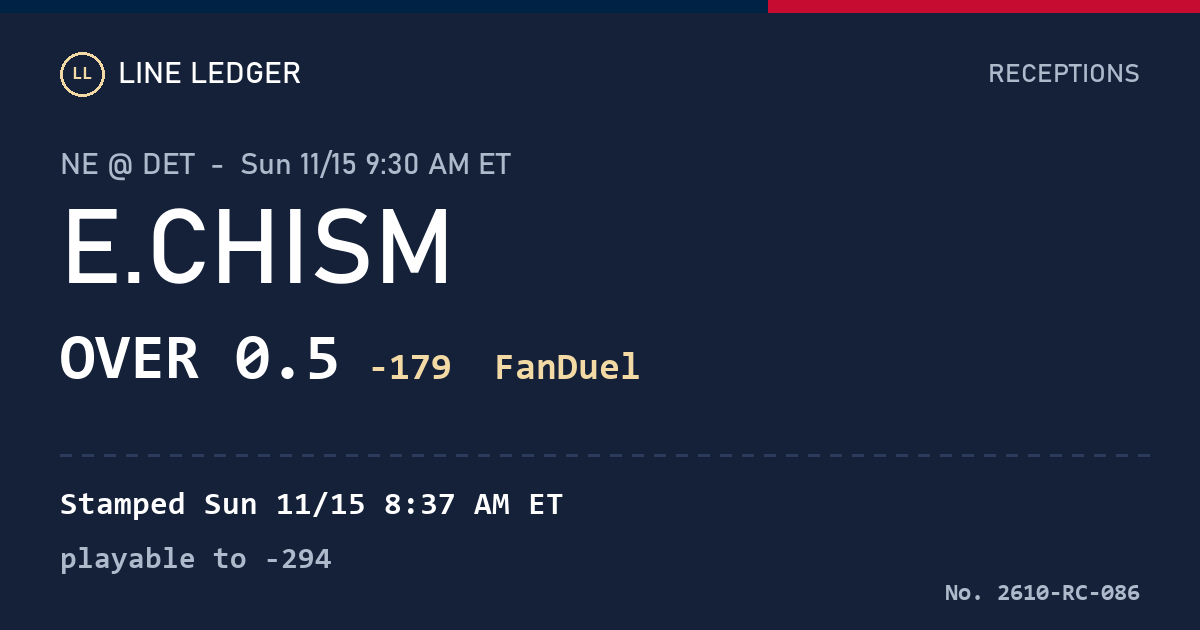 LL LINE LEDGER
RECEPTIONS
NE @ DET - Sun 11/15 9:30 AM ET
E.CHISM
OVER 0.5 -179 FanDuel
Stamped Sun 11/15 8:37 AM ET
playable to -294
No. 2610-RC-086